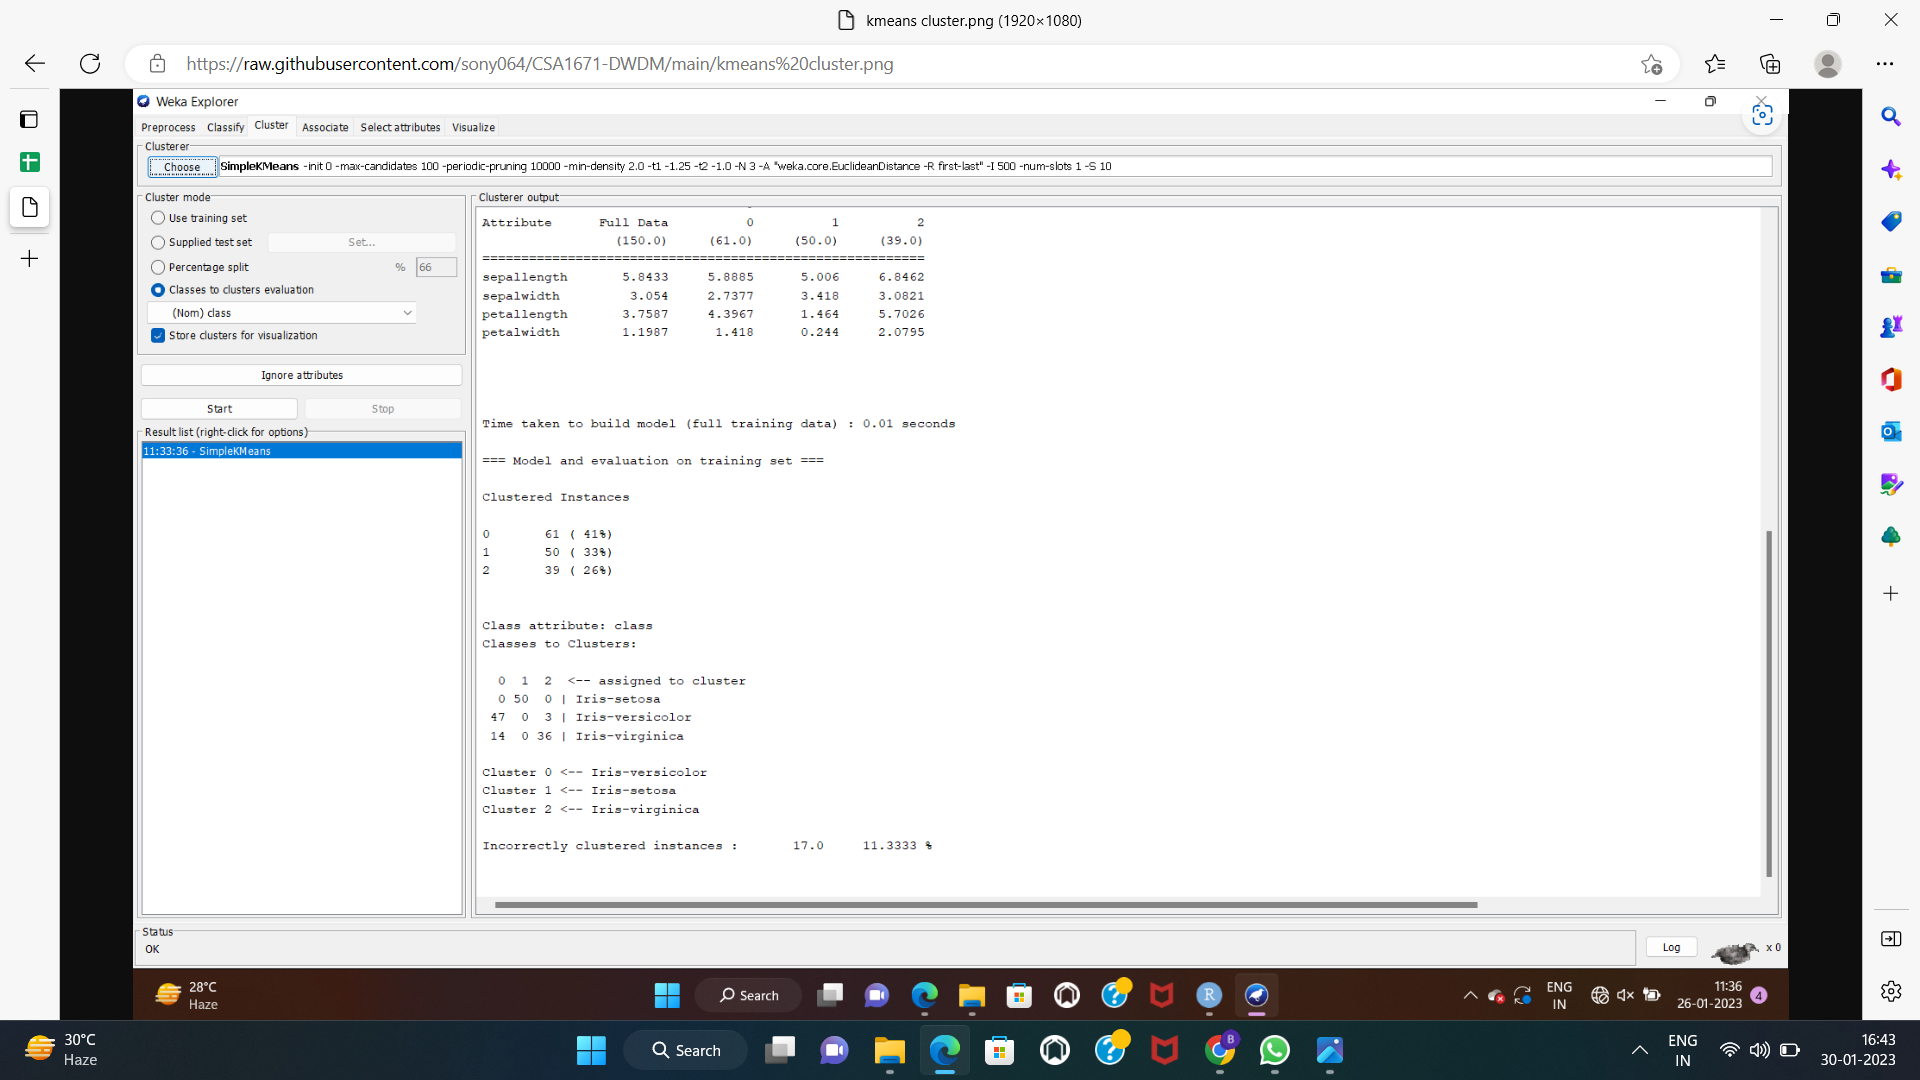 kmeans cluster.png (1920×1080)
https://raw.githubusercontent.com/sony064/CSA1671-DWDM/main/kmeans%20cluster.png
Weka Explorer
Preprocess Classify Cluster Associate Select attributes Visualize
Clusterer
Choose SimpleKMeans -init 0 -max-candidates 100 -periodic-pruning 10000 -min-density 2.0 -t1 -1.25 -t2 -1.0 -N 3 -A "weka.core.EuclideanDistance -R first-last" -I 500 -num-slots 1 -S 10
Cluster mode
Use training set
Supplied test set Set...
Percentage split % 66
Classes to clusters evaluation
(Nom) class
Store clusters for visualization
Ignore attributes
Start Stop
Result list (right-click for options)
11:33:36 - SimpleKMeans
Clusterer output
Attribute Full Data 0 1 2
(150.0) (61.0) (50.0) (39.0)
=========================================================
sepallength 5.8433 5.8885 5.006 6.8462
sepalwidth 3.054 2.7377 3.418 3.0821
petallength 3.7587 4.3967 1.464 5.7026
petalwidth 1.1987 1.418 0.244 2.0795
Time taken to build model (full training data) : 0.01 seconds
=== Model and evaluation on training set ===
Clustered Instances
0 61 ( 41%)
1 50 ( 33%)
2 39 ( 26%)
Class attribute: class
Classes to Clusters:
0 1 2 <-- assigned to cluster
0 50 0 | Iris-setosa
47 0 3 | Iris-versicolor
14 0 36 | Iris-virginica
Cluster 0 <-- Iris-versicolor
Cluster 1 <-- Iris-setosa
Cluster 2 <-- Iris-virginica
Incorrectly clustered instances : 17.0 11.3333 %
Status
OK
Log x 0
28°C
Haze
Search
R
ENG
IN
11:36
26-01-2023
4
30°C
Haze
Search
B
ENG
IN
16:43
30-01-2023